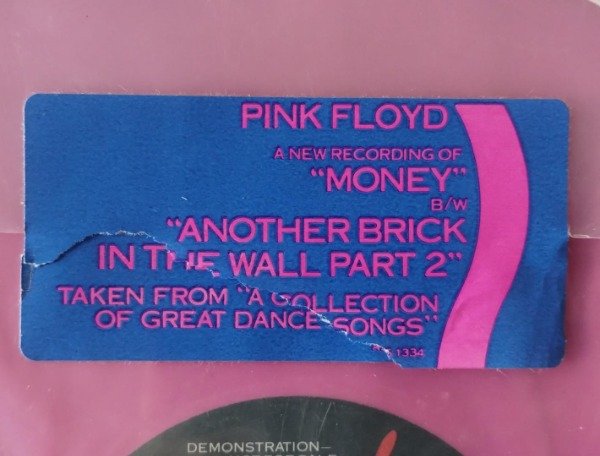 PINK FLOYD
A NEW RECORDING OF
"MONEY"
B/W
"ANOTHER BRICK
IN THE WALL PART 2"
TAKEN FROM "A COLLECTION
OF GREAT DANCE SONGS"
1334
DEMONSTRATION—